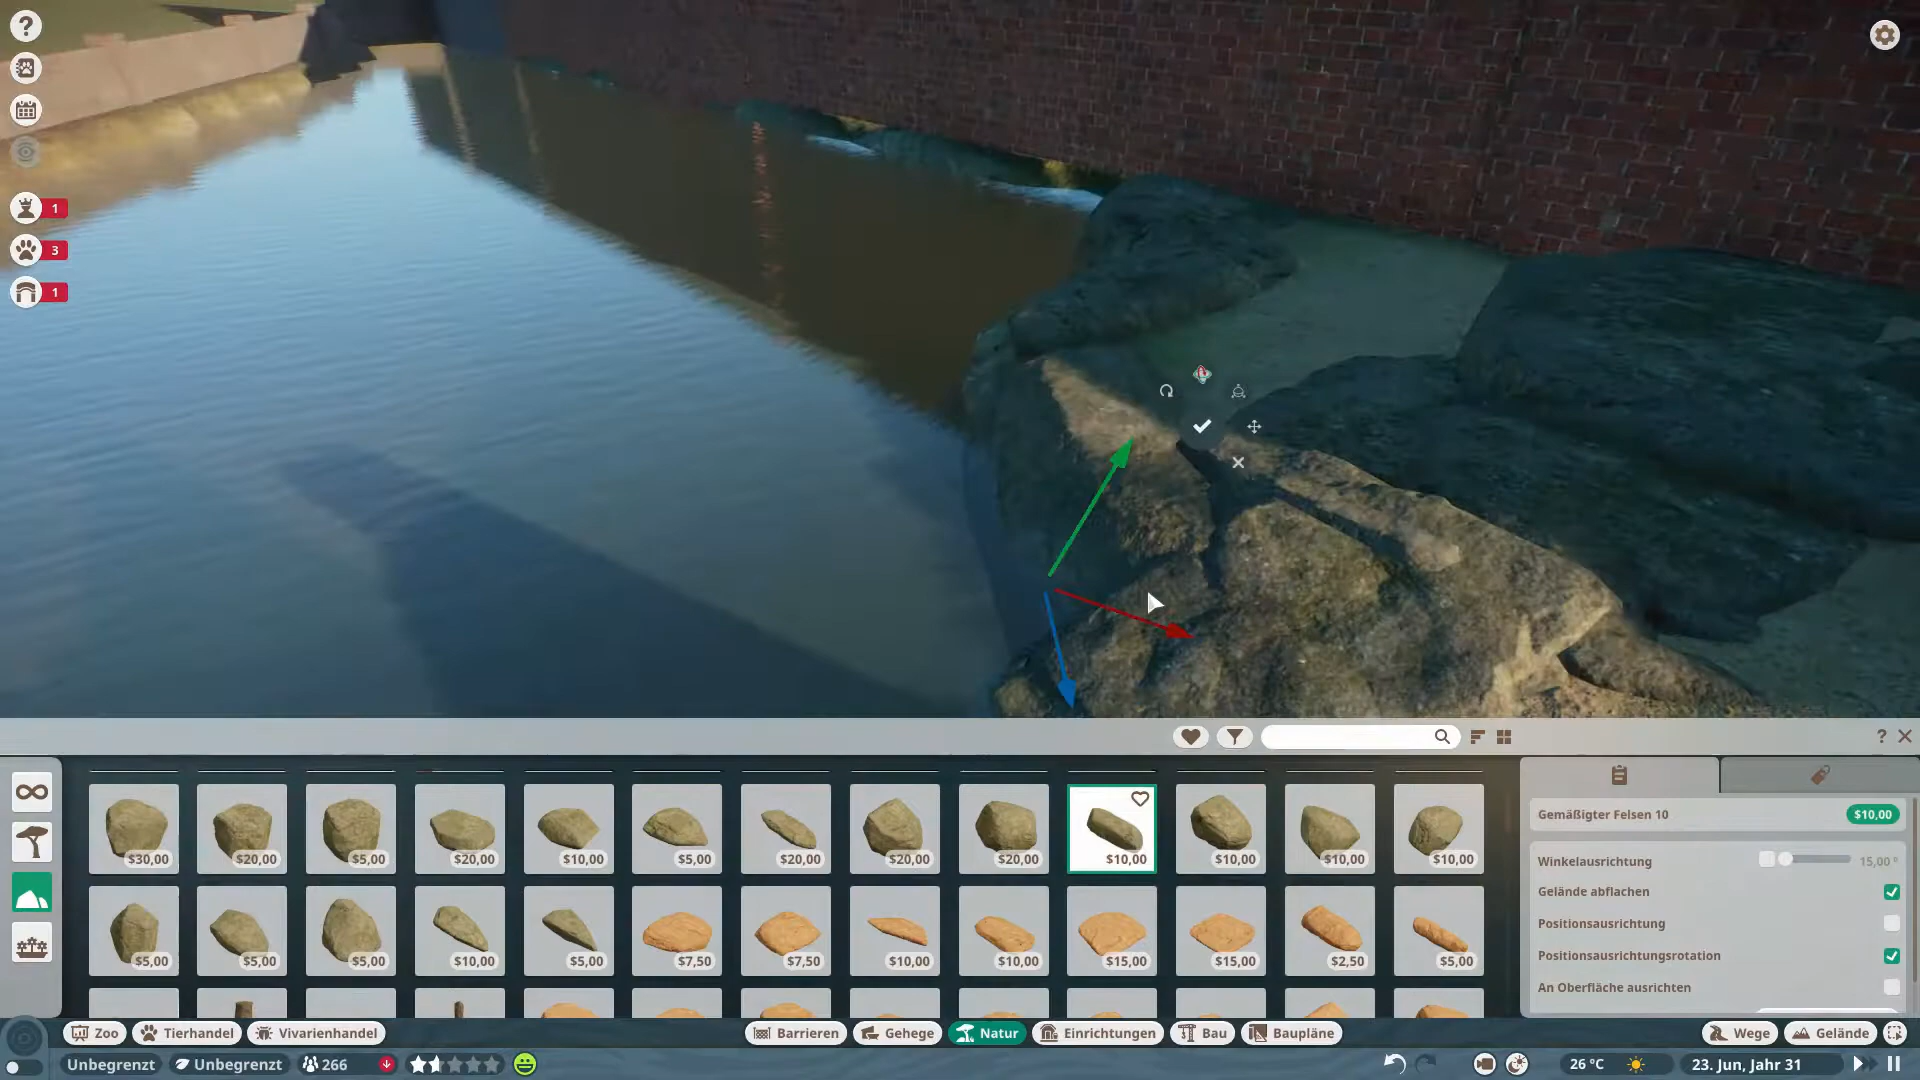 ?
1
3
1
?
$30,00 $20,00 $5,00 $20,00 $10,00 $5,00 $20,00 $20,00 $20,00 $10,00 $10,00 $10,00 $10,00
$5,00 $5,00 $5,00 $10,00 $5,00 $7,50 $7,50 $10,00 $10,00 $15,00 $15,00 $2,50 $5,00
Gemäßigter Felsen 10 $10,00
Winkelausrichtung 15,00 °
Gelände abflachen
Positionsausrichtung
Positionsausrichtungsrotation
An Oberfläche ausrichten
Zoo Tierhandel Vivarienhandel Barrieren Gehege Natur Einrichtungen Bau Baupläne Wege Gelände
Unbegrenzt Unbegrenzt 266 26 °C 23. Jun, Jahr 31